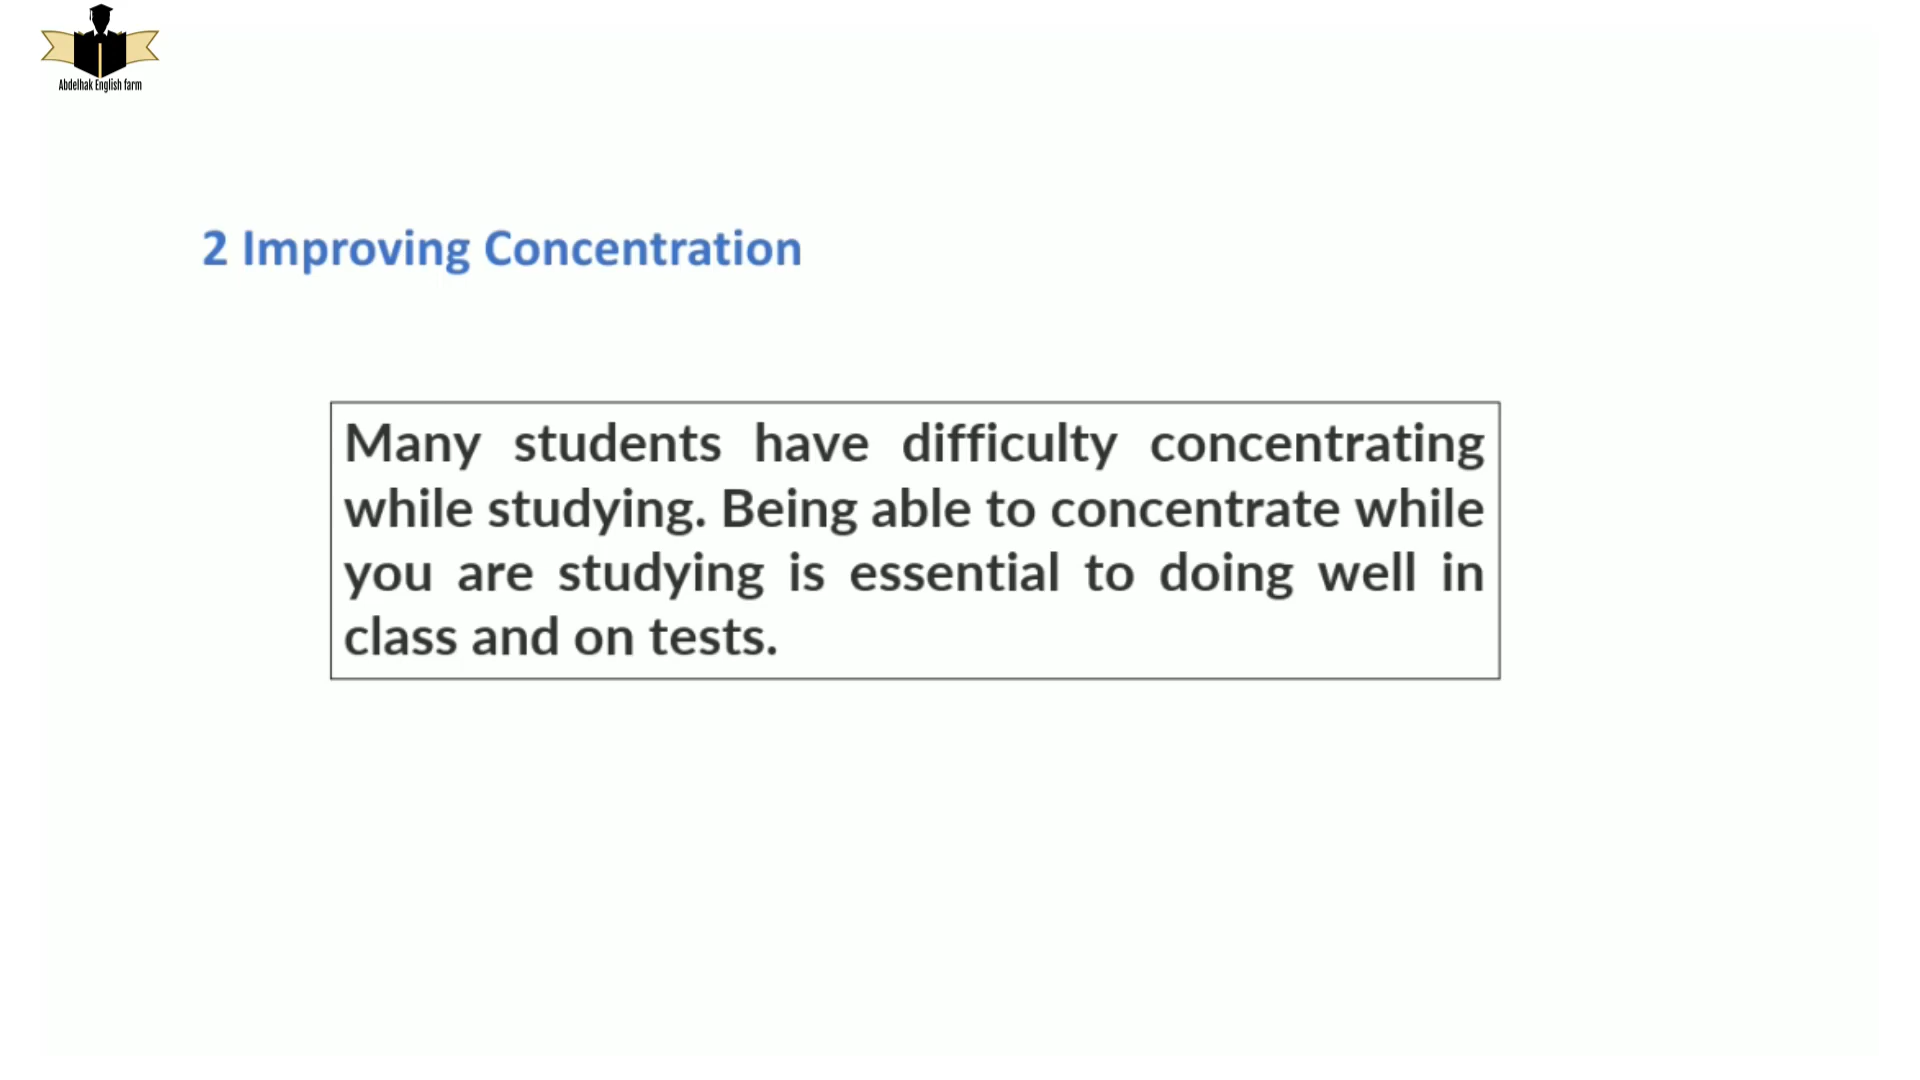 Abdelhak English farm
2 Improving Concentration
Many students have difficulty concentrating
while studying. Being able to concentrate while
you are studying is essential to doing well in
class and on tests.